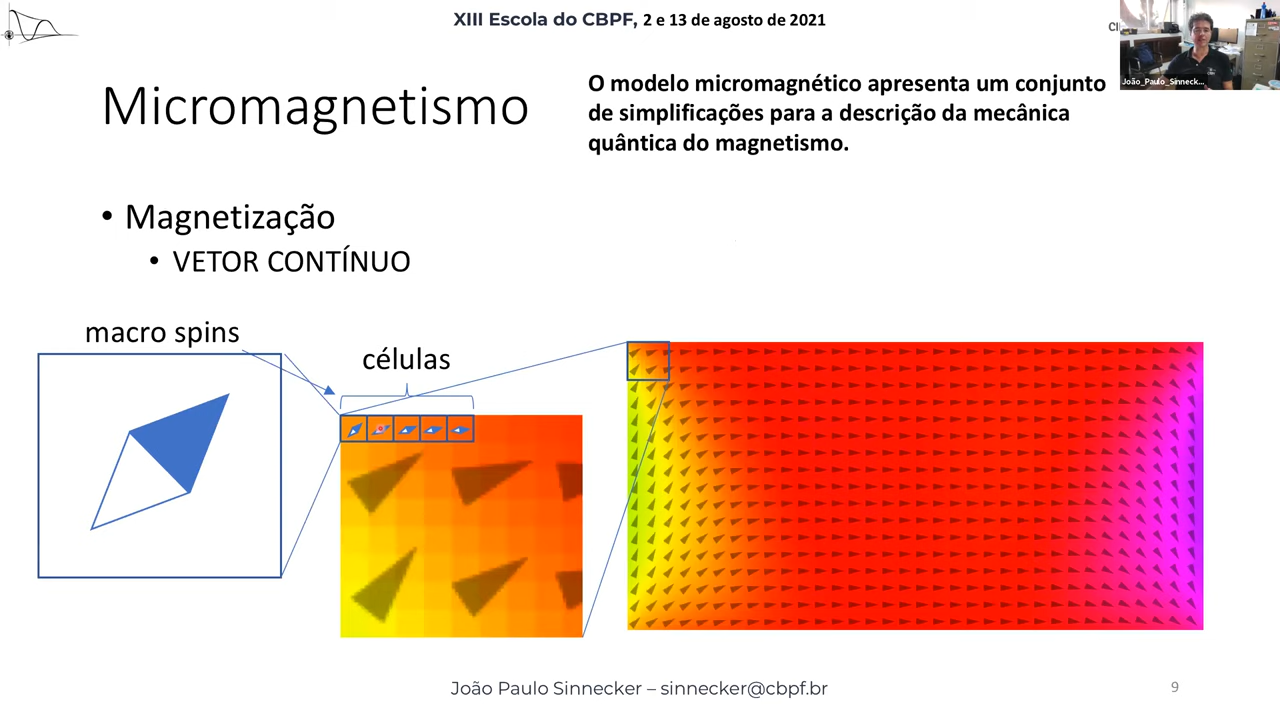 XIII Escola do CBPF, 2 e 13 de agosto de 2021
João_Paulo_Sinneck...
Micromagnetismo
O modelo micromagnético apresenta um conjunto
de simplificações para a descrição da mecânica
quântica do magnetismo.
• Magnetização
• VETOR CONTÍNUO
macro spins
células
João Paulo Sinnecker – sinnecker@cbpf.br
9